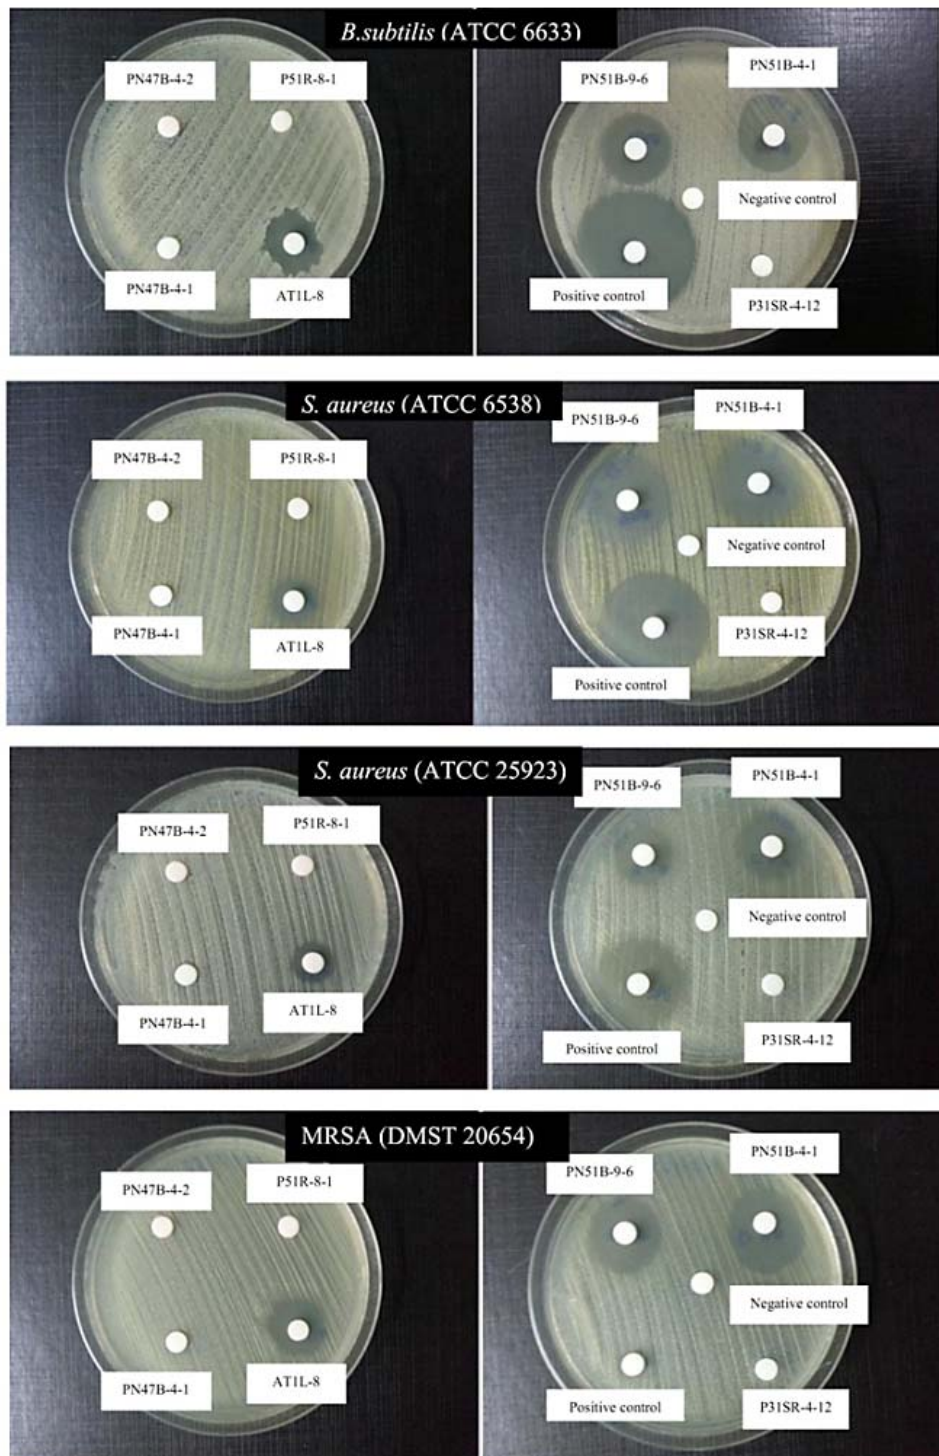 B.subtilis (ATCC 6633)
PN47B-4-2
P51R-8-1
PN51B-9-6
PN51B-4-1
Negative control
PN47B-4-1
AT1L-8
Positive control
P31SR-4-12
S. aureus (ATCC 6538)
PN47B-4-2
P51R-8-1
PN51B-9-6
PN51B-4-1
Negative control
PN47B-4-1
AT1L-8
P31SR-4-12
Positive control
S. aureus (ATCC 25923)
PN47B-4-2
P51R-8-1
PN51B-9-6
PN51B-4-1
Negative control
PN47B-4-1
AT1L-8
Positive control
P31SR-4-12
MRSA (DMST 20654)
PN47B-4-2
P51R-8-1
PN51B-9-6
PN51B-4-1
Negative control
PN47B-4-1
AT1L-8
Positive control
P31SR-4-12